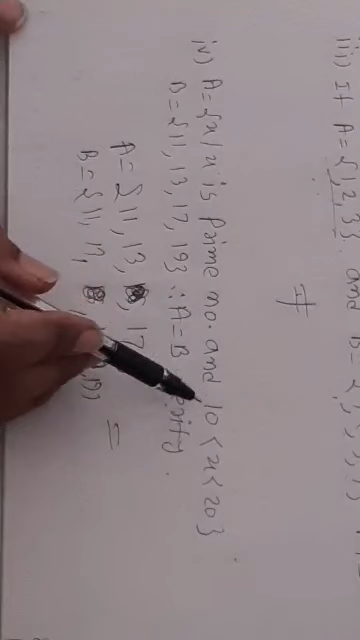 iii) If A = {1, 2, 3} and B = {
≠
iv) A = {x / x is Prime no. and 10 < x < 20}
B = {11, 13, 17, 19} ∴ A = B
A = {11, 13, 17
B = {11, 17, =